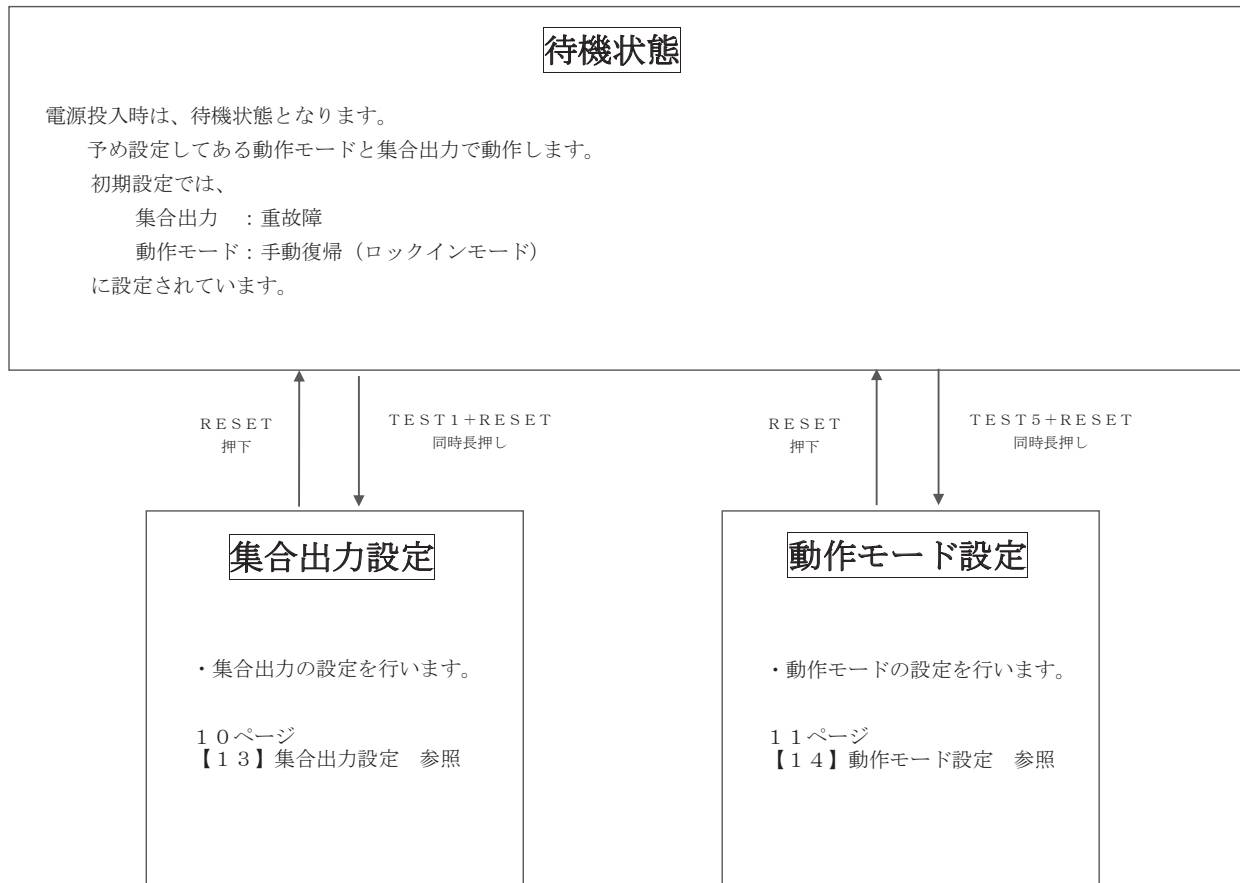 待機状態
電源投入時は、待機状態となります。
予め設定してある動作モードと集合出力で動作します。
初期設定では、
集合出力　：重故障
動作モード：手動復帰（ロックインモード）
に設定されています。
ＲＥＳＥＴ
押下
ＴＥＳＴ１＋ＲＥＳＥＴ
同時長押し
ＲＥＳＥＴ
押下
ＴＥＳＴ５＋ＲＥＳＥＴ
同時長押し
集合出力設定
・集合出力の設定を行います。
１０ページ
【１３】集合出力設定　参照
動作モード設定
・動作モードの設定を行います。
１１ページ
【１４】動作モード設定　参照